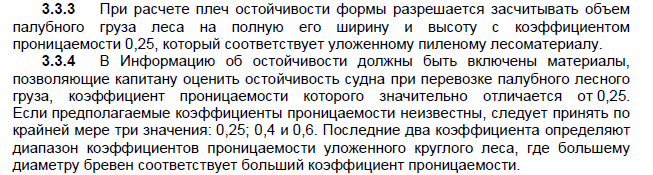 3.3.3 При расчете плеч остойчивости формы разрешается засчитывать объем
палубного груза леса на полную его ширину и высоту с коэффициентом
проницаемости 0,25, который соответствует уложенному пиленому лесоматериалу.
3.3.4 В Информацию об остойчивости должны быть включены материалы,
позволяющие капитану оценить остойчивость судна при перевозке палубного лесного
груза, коэффициент проницаемости которого значительно отличается от 0,25.
Если предполагаемые коэффициенты проницаемости неизвестны, следует принять по
крайней мере три значения: 0,25; 0,4 и 0,6. Последние два коэффициента определяют
диапазон коэффициентов проницаемости уложенного круглого леса, где большему
диаметру бревен соответствует больший коэффициент проницаемости.